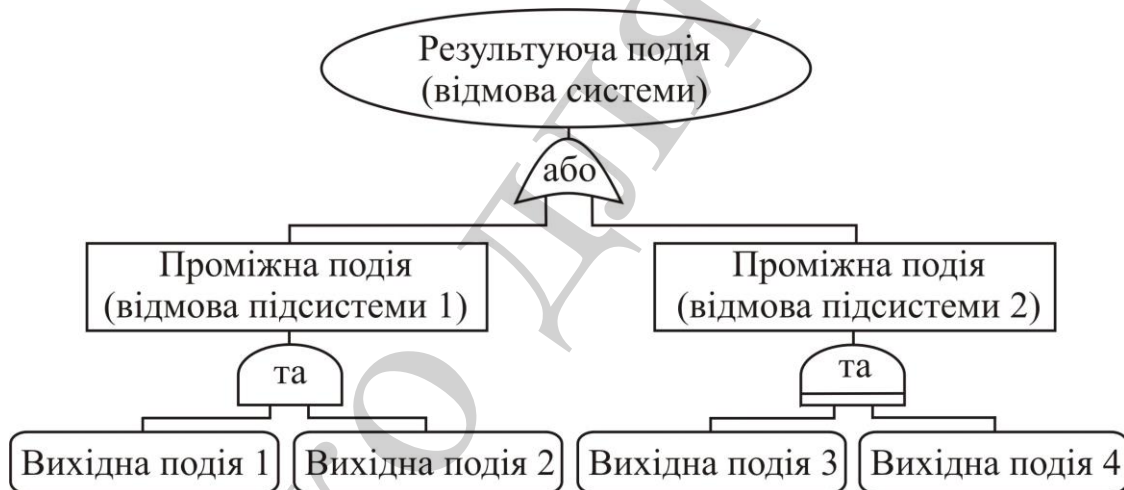 Результуюча подія
(відмова системи)
або
Проміжна подія
(відмова підсистеми 1)
Проміжна подія
(відмова підсистеми 2)
та
та
Вихідна подія 1
Вихідна подія 2
Вихідна подія 3
Вихідна подія 4
О ДЛЯ